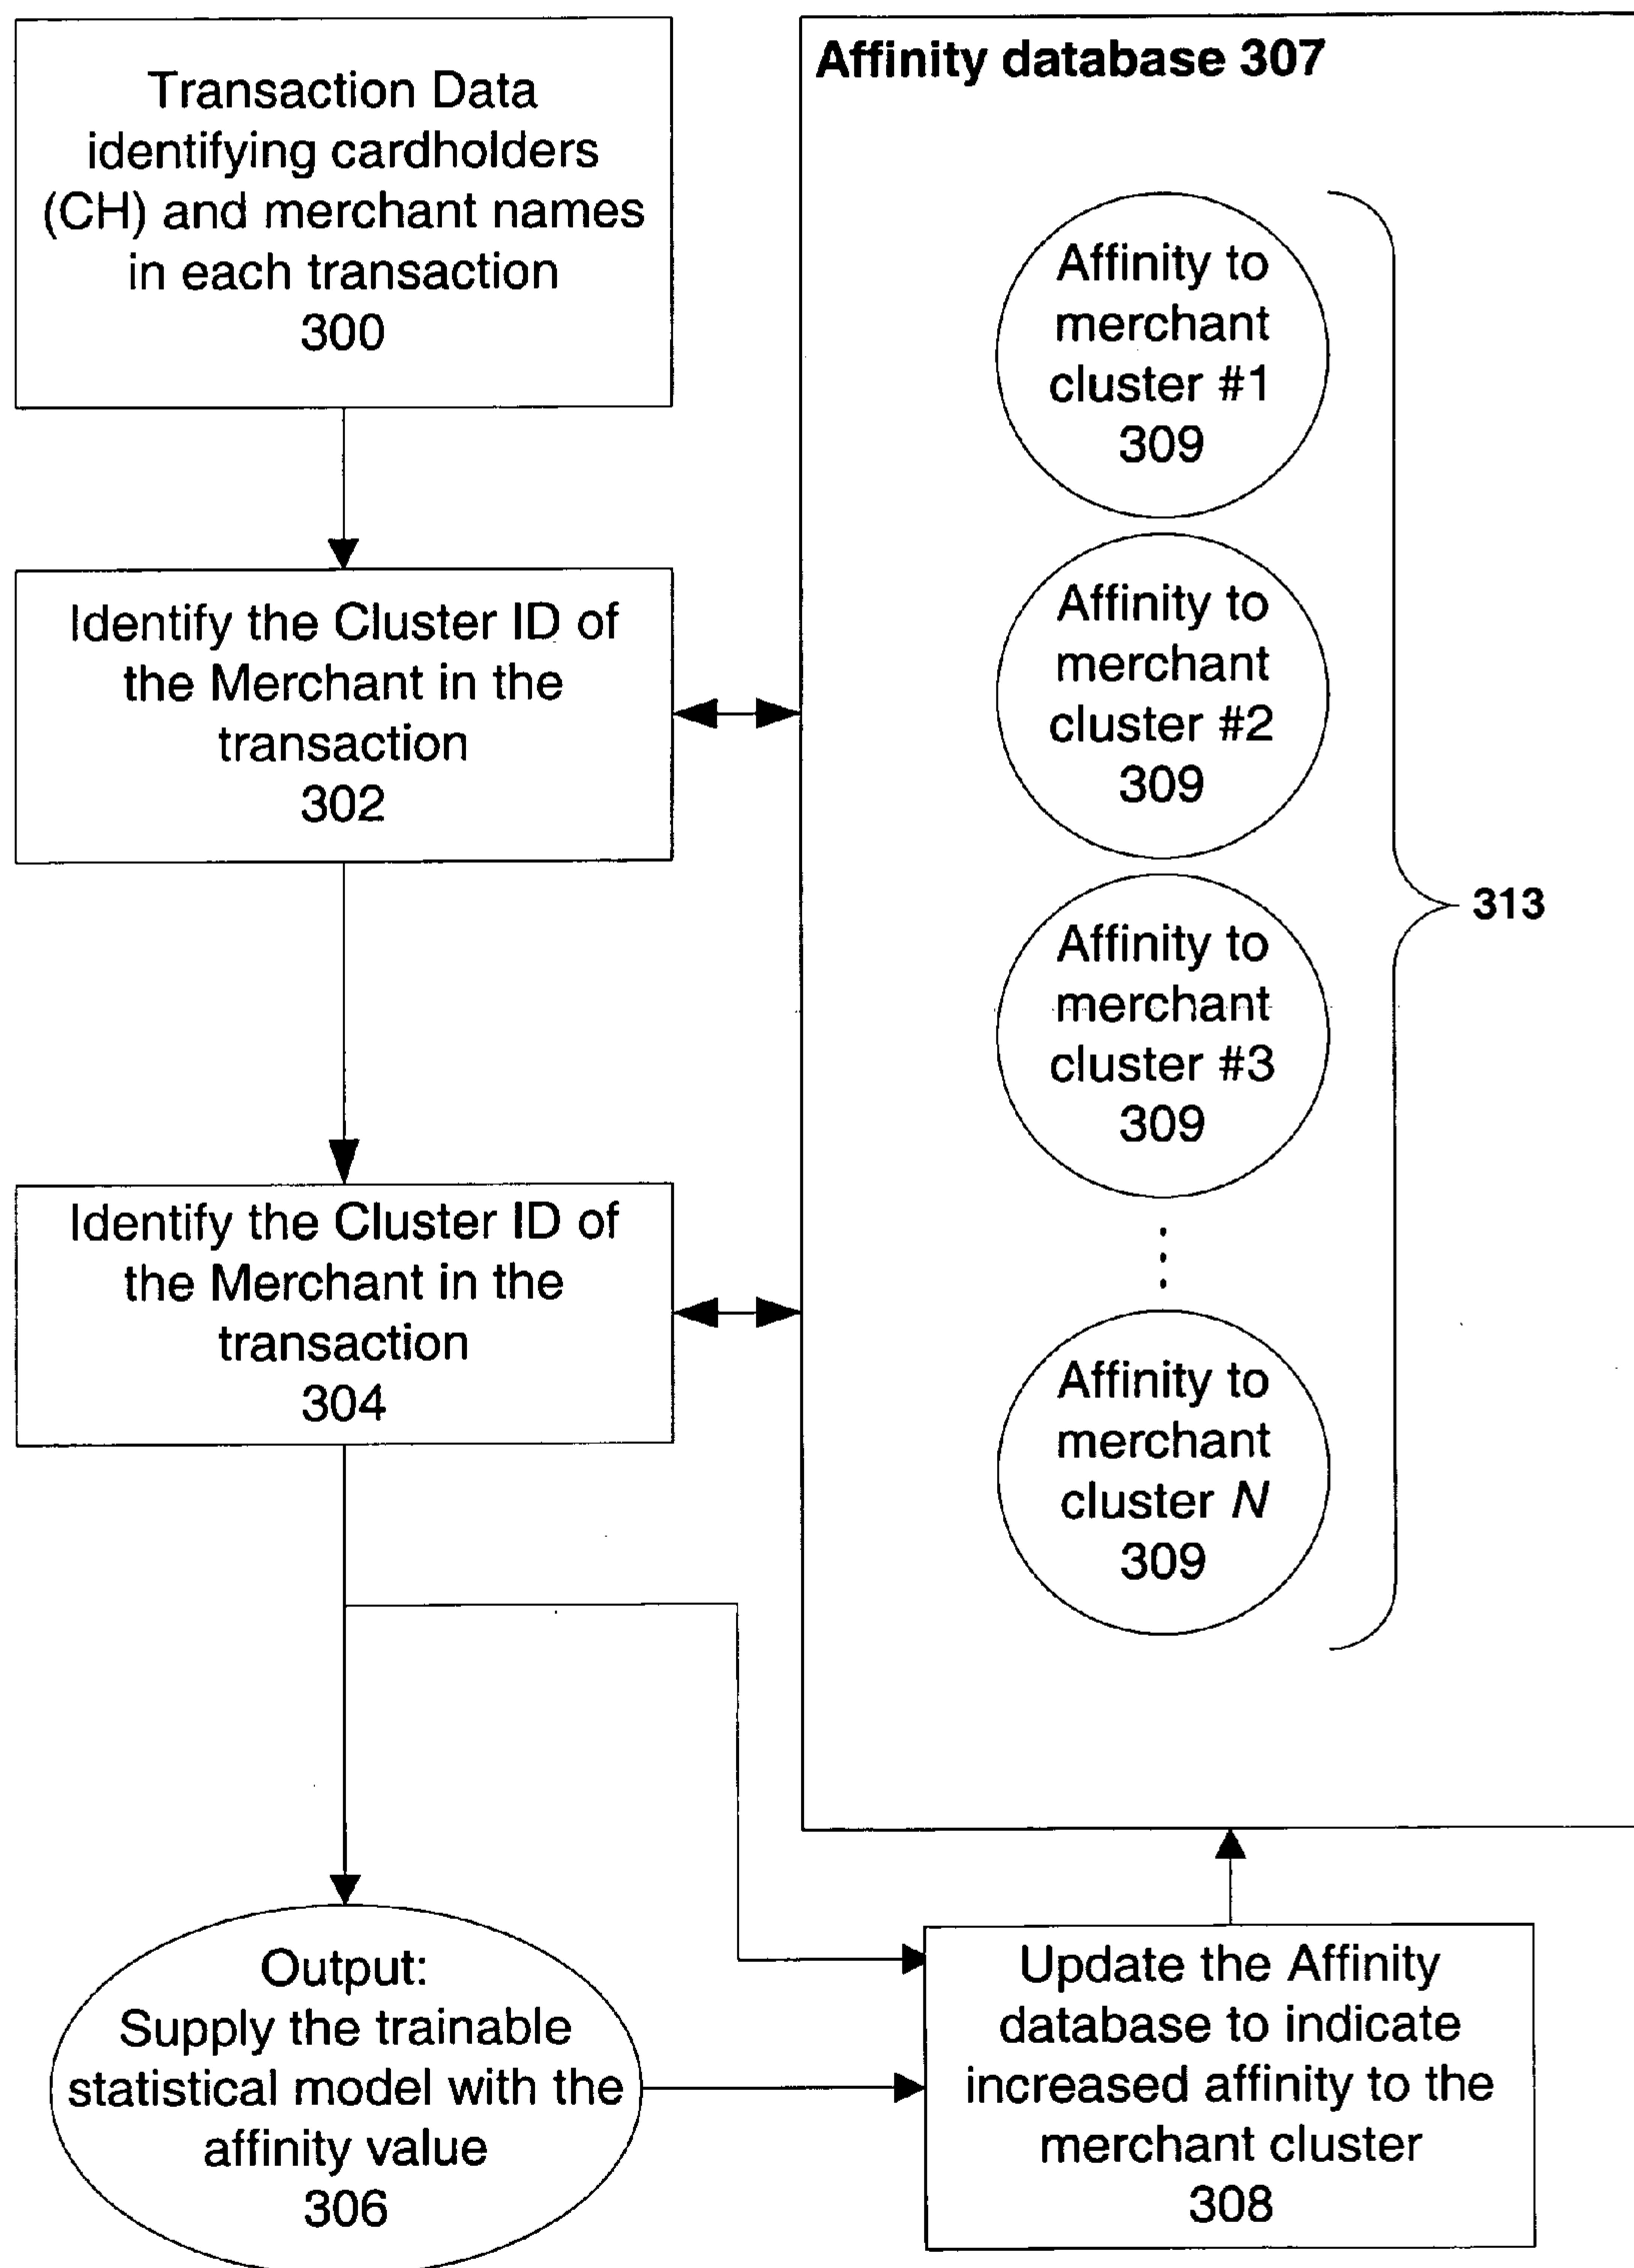 Transaction Data
identifying cardholders
(CH) and merchant names
in each transaction
300
Identify the Cluster ID of
the Merchant in the
transaction
302
Identify the Cluster ID of
the Merchant in the
transaction
304
Output:
Supply the trainable
statistical model with the
affinity value
306
Affinity database 307
Affinity to
merchant
cluster #1
309
Affinity to
merchant
cluster #2
309
Affinity to
merchant
cluster #3
309
Affinity to
merchant
cluster N
309
313
Update the Affinity
database to indicate
increased affinity to the
merchant cluster
308